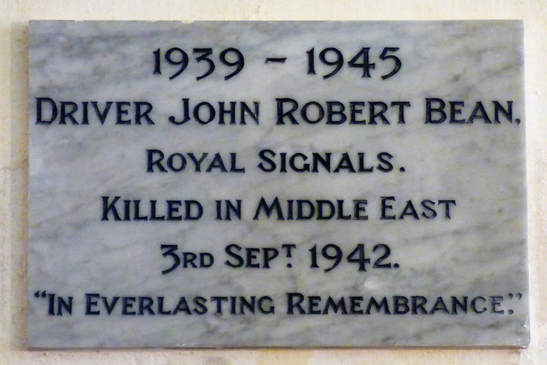 1939 - 1945
DRIVER JOHN ROBERT BEAN,
ROYAL SIGNALS.
KILLED IN MIDDLE EAST
3RD SEPT. 1942.
"IN EVERLASTING REMEMBRANCE."